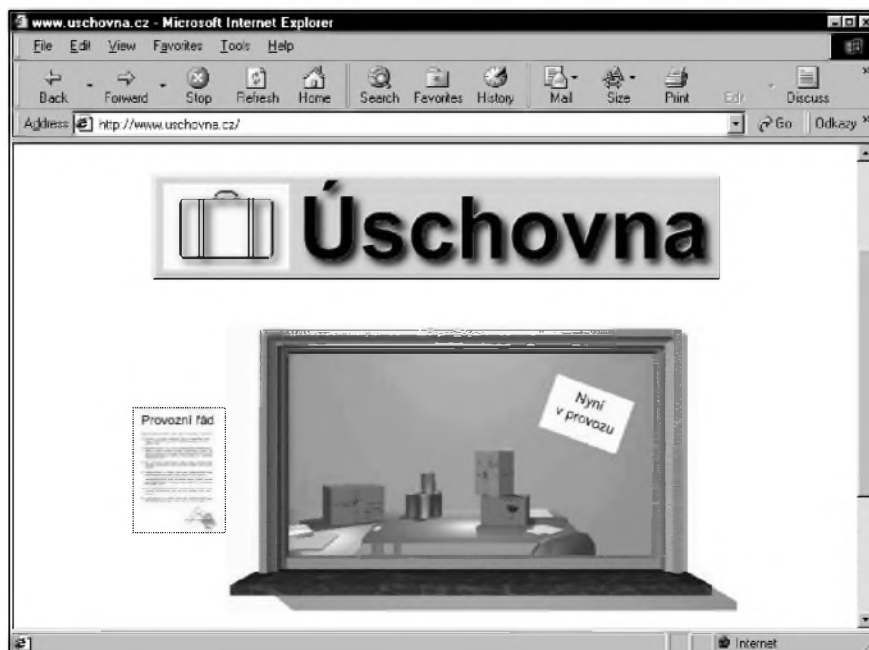 www.uschovna.cz - Microsoft Internet Explorer
File Edit View Favorites Tools Help
Back Forward Stop Refresh Home Search Favorites History Mail Size Print Edit Discuss
Address http://www.uschovna.cz/ Go Odkazy
Úschovna
Nyní
v provozu
Provozní řád
Internet